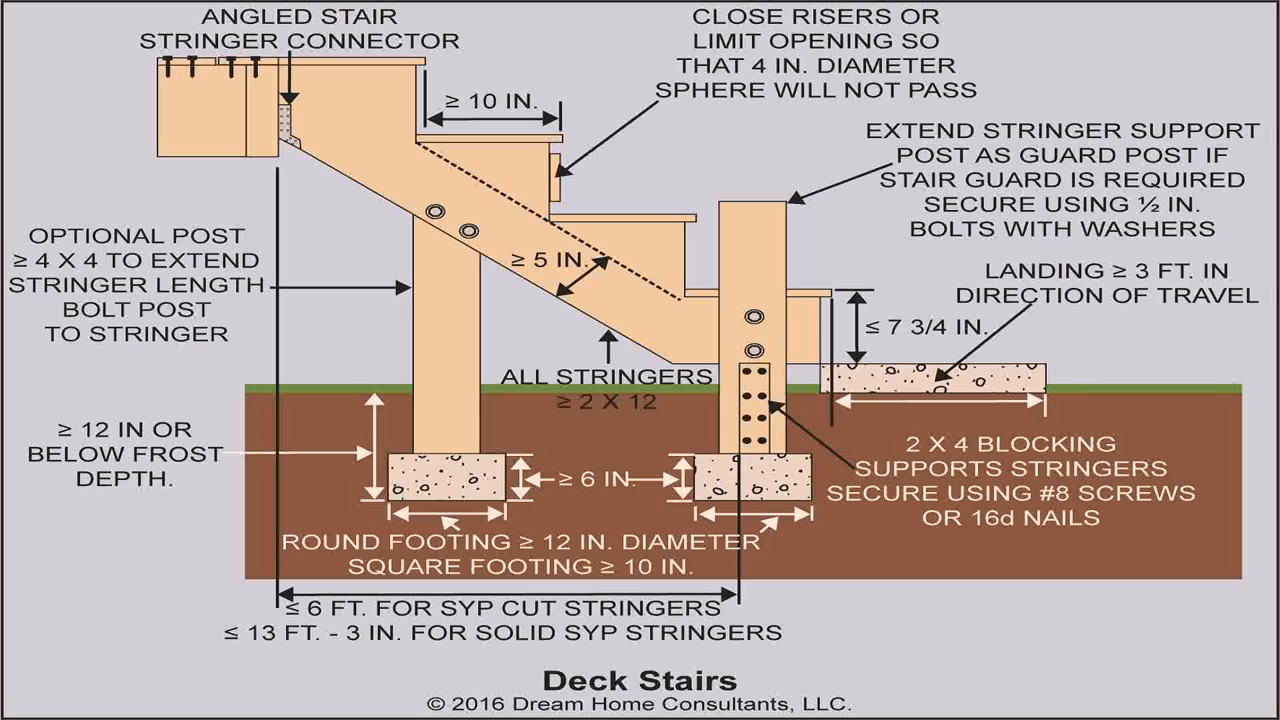 ANGLED STAIR
STRINGER CONNECTOR
CLOSE RISERS OR
LIMIT OPENING SO
THAT 4 IN. DIAMETER
SPHERE WILL NOT PASS
≥ 10 IN.
EXTEND STRINGER SUPPORT
POST AS GUARD POST IF
STAIR GUARD IS REQUIRED
SECURE USING ½ IN.
BOLTS WITH WASHERS
OPTIONAL POST
≥ 4 X 4 TO EXTEND
STRINGER LENGTH
BOLT POST
TO STRINGER
≥ 5 IN.
LANDING ≥ 3 FT. IN
DIRECTION OF TRAVEL
≤ 7 3/4 IN.
ALL STRINGERS
≥ 2 X 12
≥ 12 IN OR
BELOW FROST
DEPTH.
≥ 6 IN.
2 X 4 BLOCKING
SUPPORTS STRINGERS
SECURE USING #8 SCREWS
OR 16d NAILS
ROUND FOOTING ≥ 12 IN. DIAMETER
SQUARE FOOTING ≥ 10 IN.
≤ 6 FT. FOR SYP CUT STRINGERS
≤ 13 FT. - 3 IN. FOR SOLID SYP STRINGERS
Deck Stairs
© 2016 Dream Home Consultants, LLC.